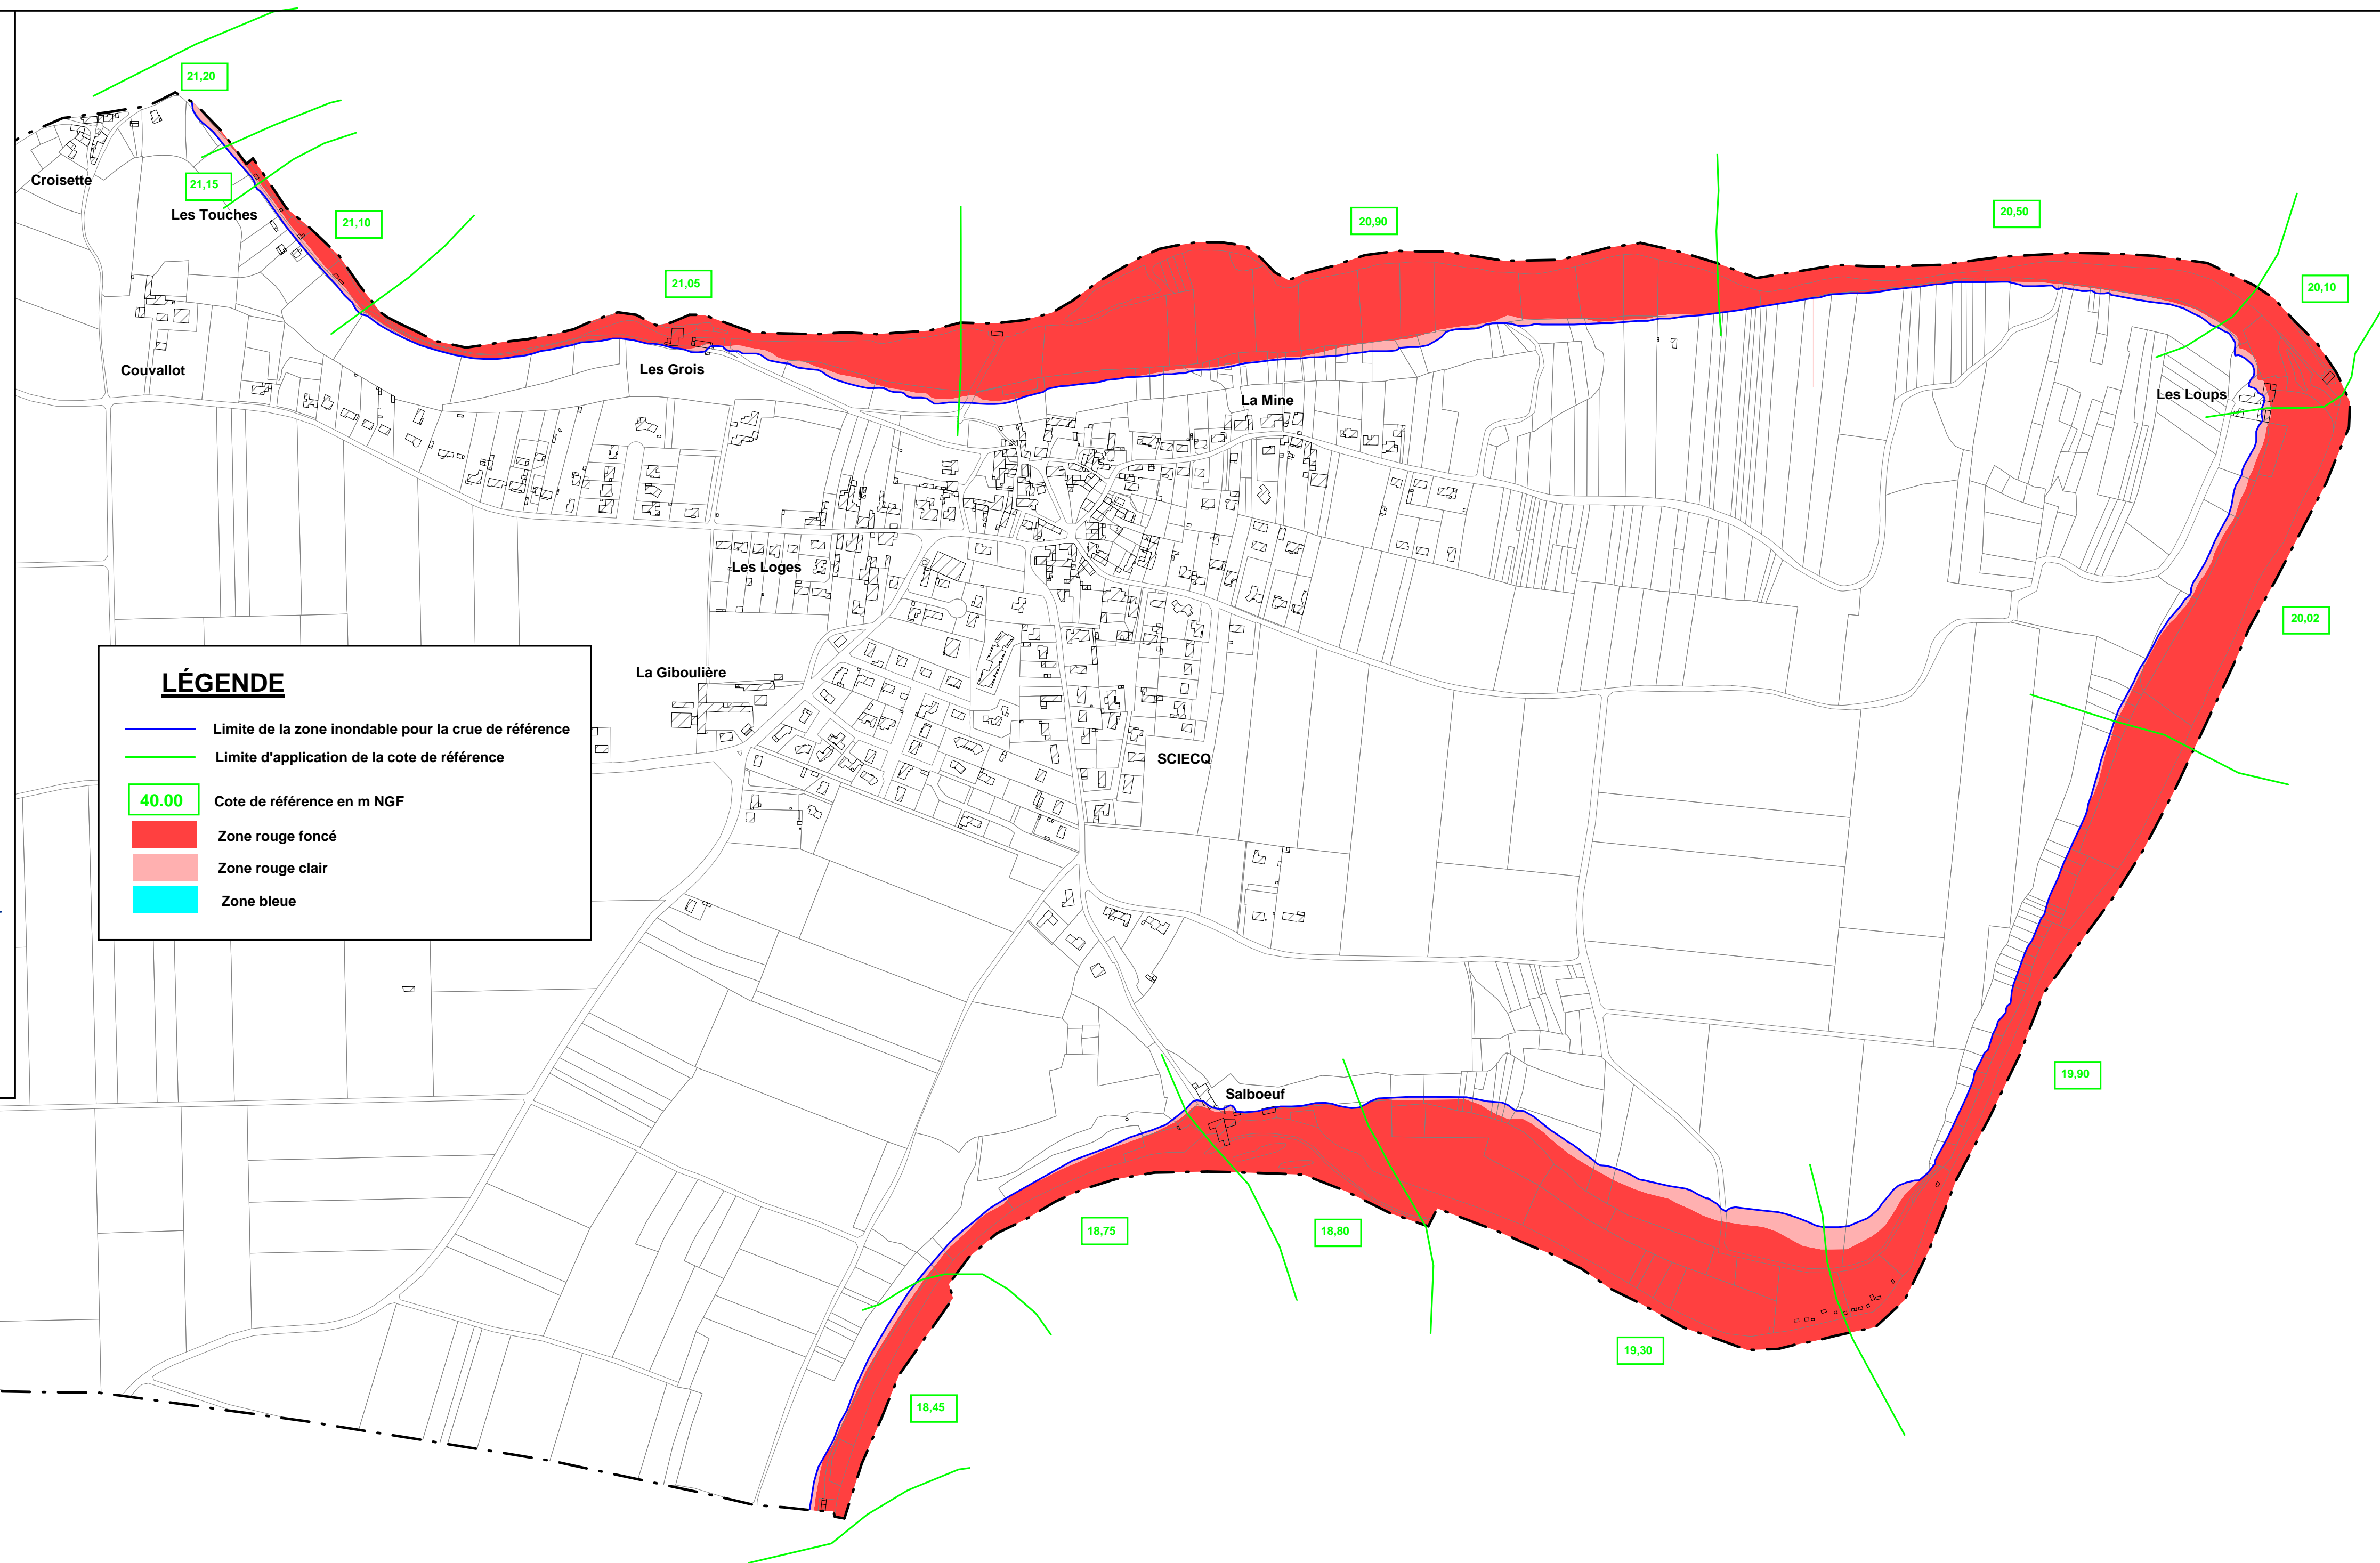 21,20
Croisette
21,15
Les Touches
21,10
20,90
20,50
21,05
20,10
Couvallot
Les Grois
La Mine
Les Loups
Les Loges
20,02
La Giboulière
LÉGENDE
Limite de la zone inondable pour la crue de référence
Limite d'application de la cote de référence
40.00 Cote de référence en m NGF
Zone rouge foncé
Zone rouge clair
Zone bleue
SCIECQ
19,90
Salboeuf
18,75
18,80
19,30
18,45